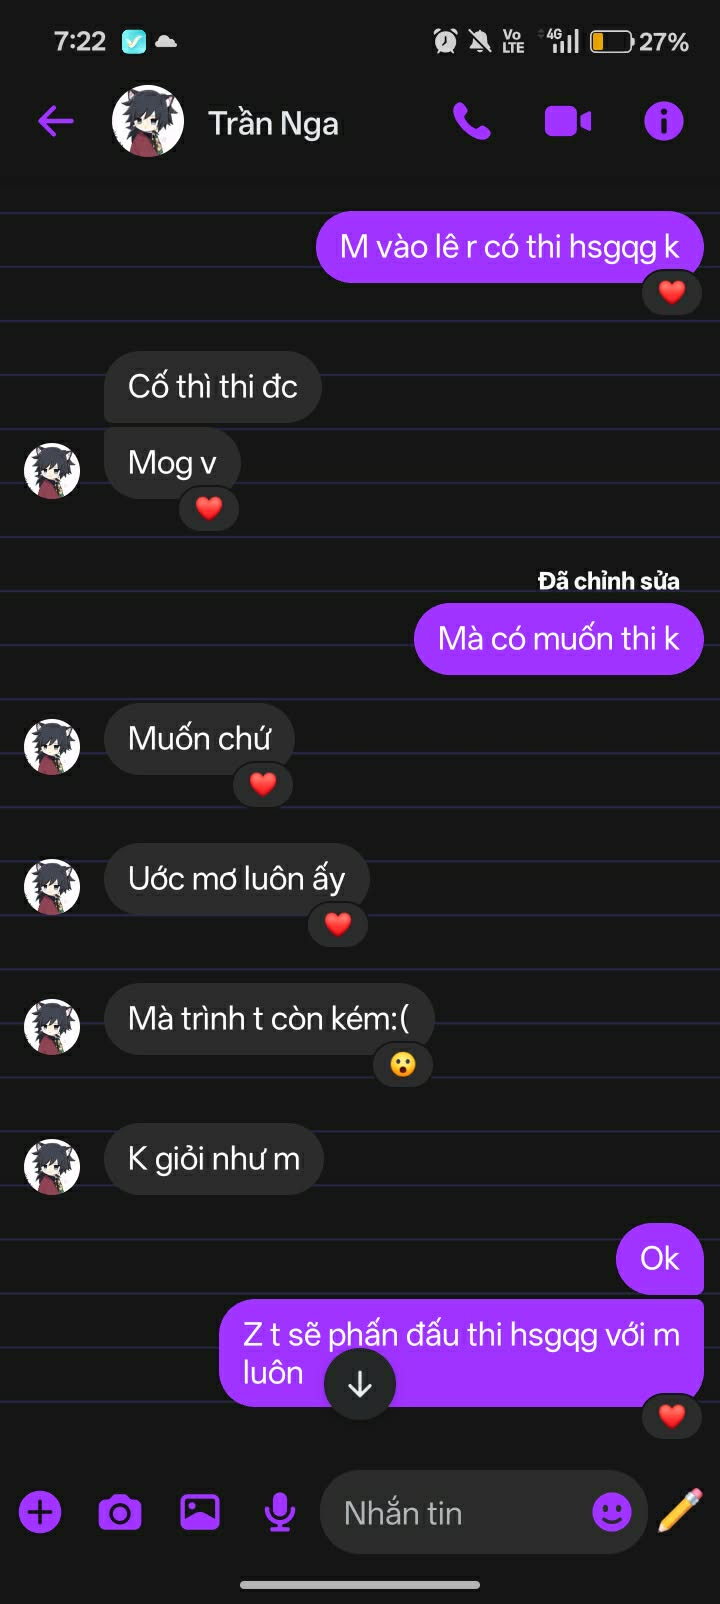 7:22
Vo LTE
4G
27%
Trần Nga
M vào lê r có thi hsgqg k
Cố thì thi đc
Mog v
Đã chỉnh sửa
Mà có muốn thi k
Muốn chứ
Uớc mơ luôn ấy
Mà trình t còn kém:(
K giỏi như m
Ok
Z t sẽ phấn đấu thi hsgqg với m
luôn
Nhắn tin